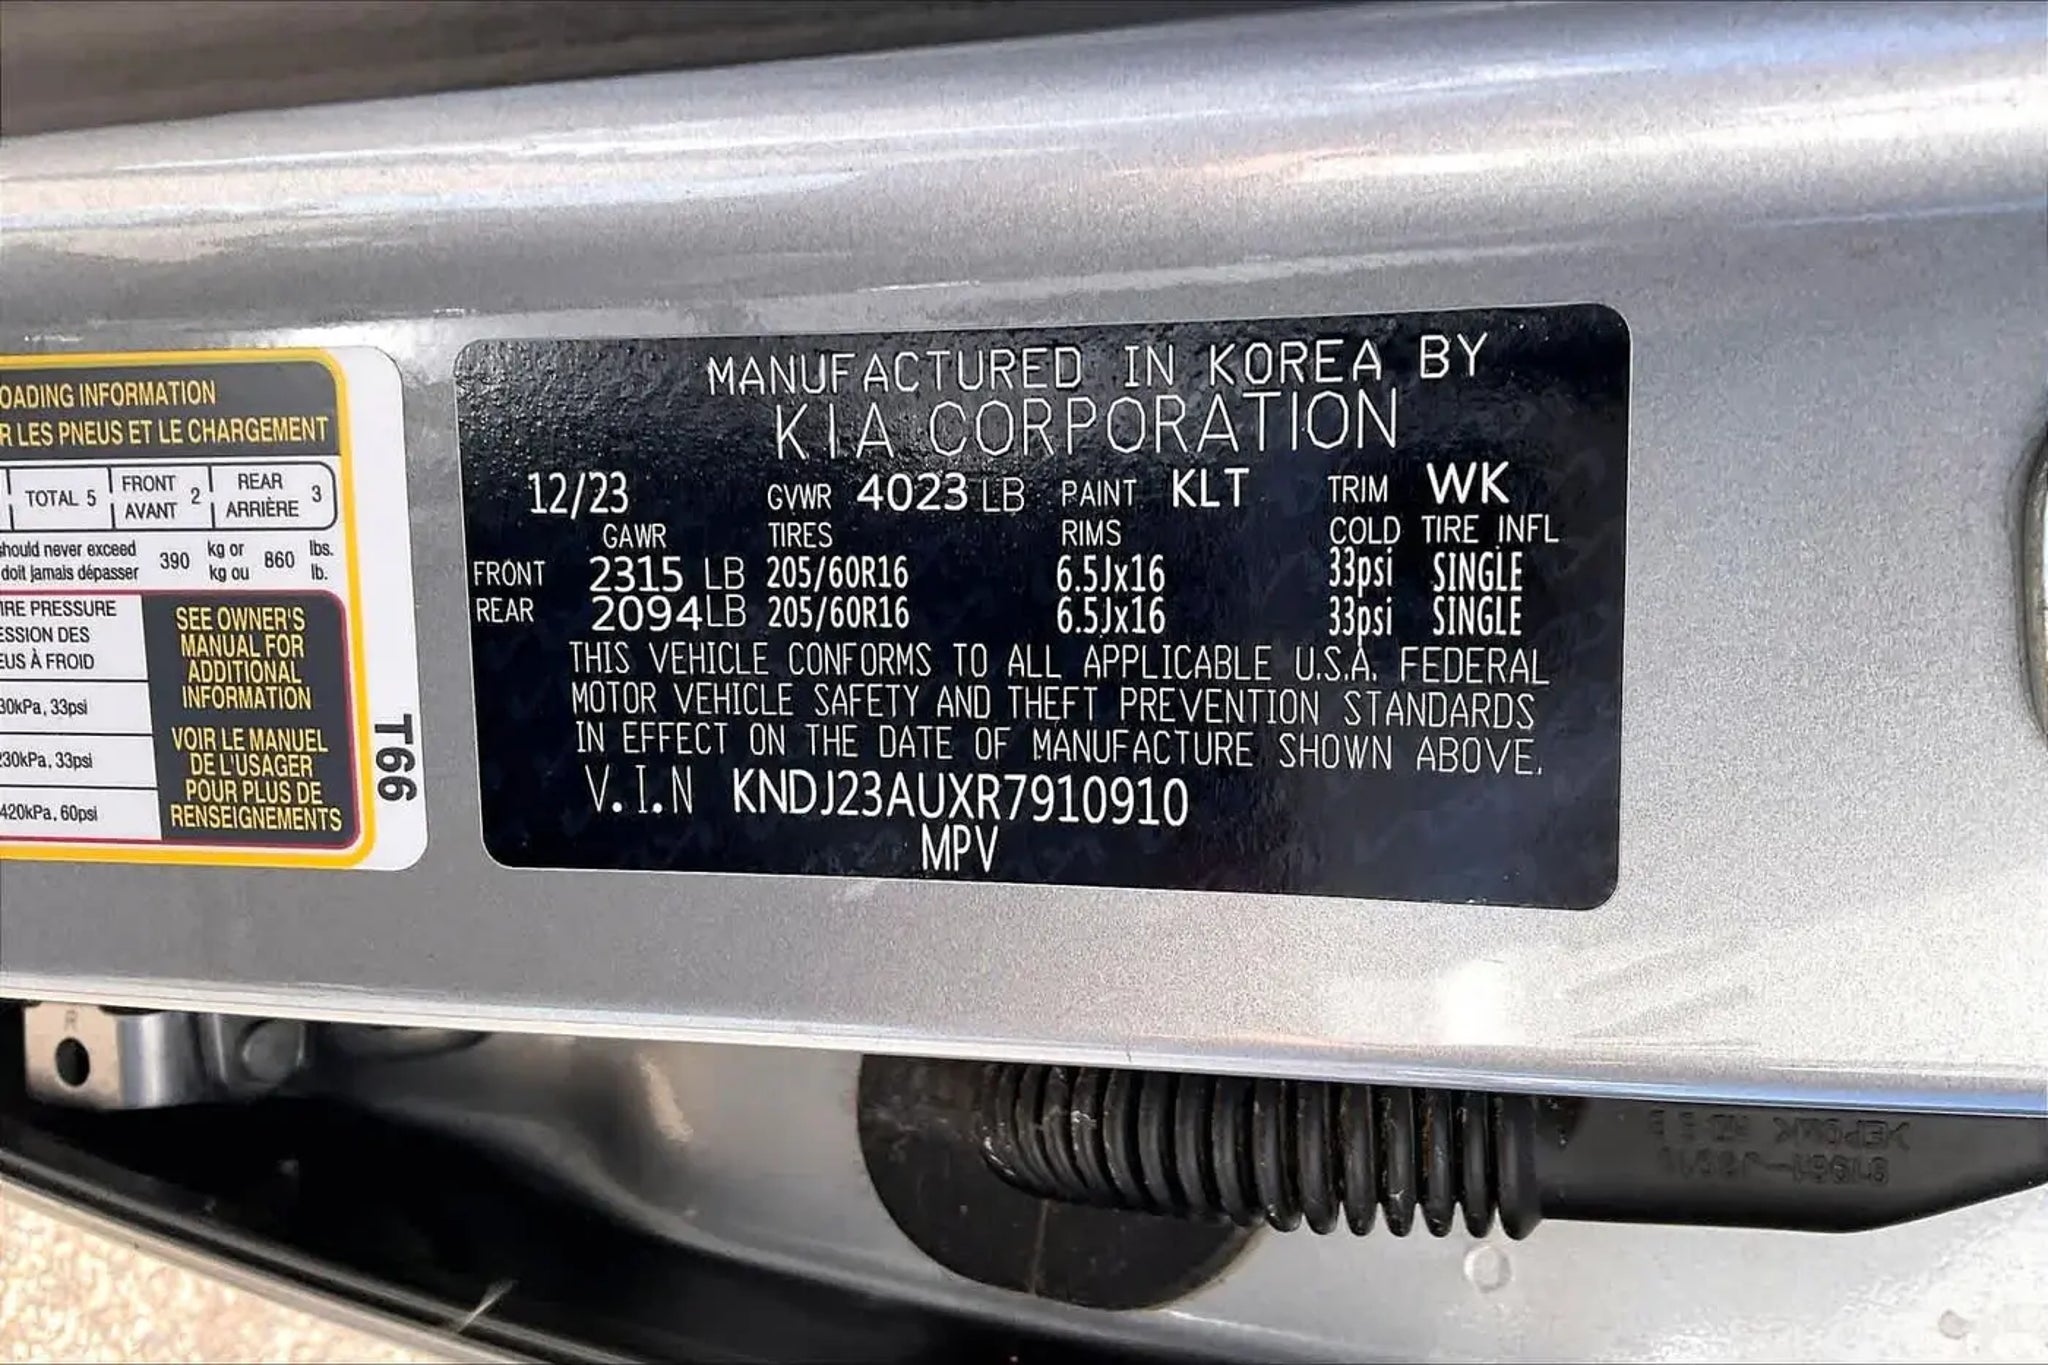 OADING INFORMATION
R LES PNEUS ET LE CHARGEMENT
TOTAL 5 FRONT AVANT 2 REAR ARRIÈRE 3
hould never exceed 390 kg or 860 lbs.
doit jamais dépasser kg ou lb.
IRE PRESSURE
ESSION DES
EUS À FROID
30kPa, 33psi
230kPa, 33psi
420kPa, 60psi
SEE OWNER'S
MANUAL FOR
ADDITIONAL
INFORMATION
VOIR LE MANUEL
DE L'USAGER
POUR PLUS DE
RENSEIGNEMENTS
T66
MANUFACTURED IN KOREA BY
KIA CORPORATION
12/23 GVWR 4023 LB PAINT KLT TRIM WK
GAWR TIRES RIMS COLD TIRE INFL
FRONT 2315 LB 205/60R16 6.5Jx16 33psi SINGLE
REAR 2094LB 205/60R16 6.5Jx16 33psi SINGLE
THIS VEHICLE CONFORMS TO ALL APPLICABLE U.S.A. FEDERAL
MOTOR VEHICLE SAFETY AND THEFT PREVENTION STANDARDS
IN EFFECT ON THE DATE OF MANUFACTURE SHOWN ABOVE.
V.I.N KNDJ23AUXR7910910
MPV